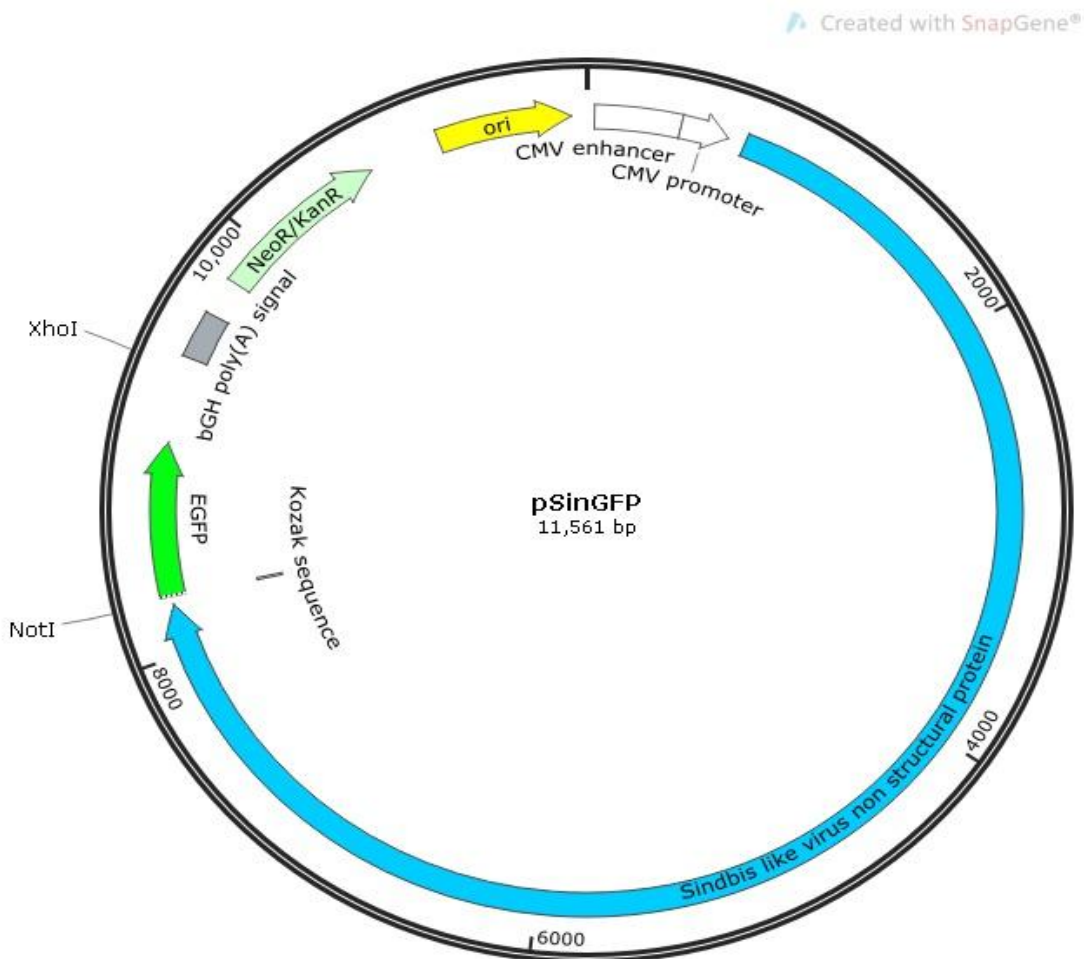 Created with SnapGene®
ori
CMV enhancer
CMV promoter
NeoR/KanR
10,000
2000
bGH poly(A) signal
XhoI
EGFP
Kozak sequence
pSinGFP
11,561 bp
NotI
8000
4000
Sindbis like virus non structural protein
6000